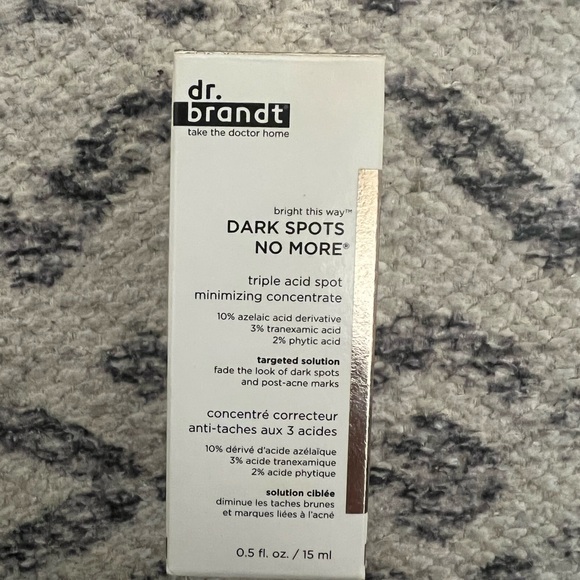 dr.
brandt
take the doctor home
bright this way™
DARK SPOTS
NO MORE®
triple acid spot
minimizing concentrate
10% azelaic acid derivative
3% tranexamic acid
2% phytic acid
targeted solution
fade the look of dark spots
and post-acne marks
concentré correcteur
anti-taches aux 3 acides
10% dérivé d'acide azélaïque
3% acide tranexamique
2% acide phytique
solution ciblée
diminue les taches brunes
et marques liées à l'acné
0.5 fl. oz. / 15 ml